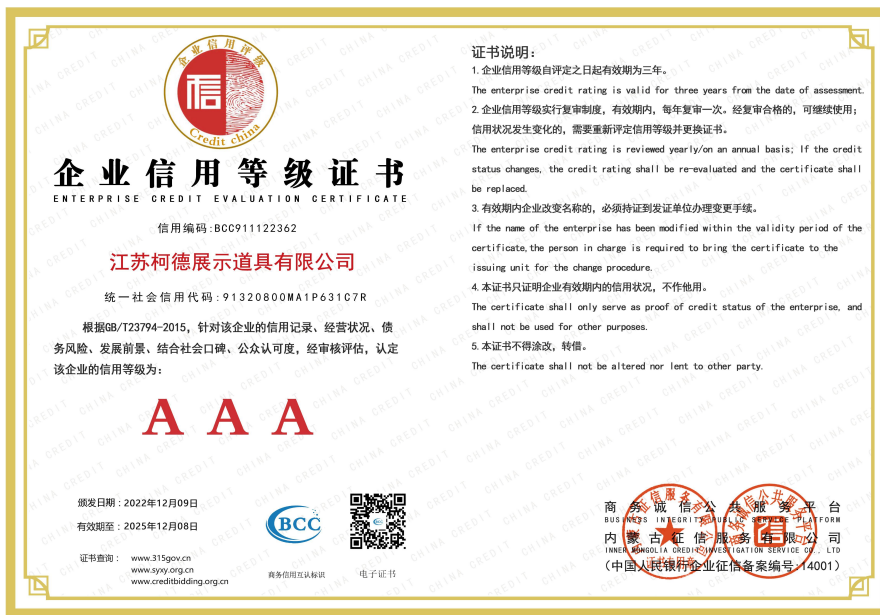 企业信用评级
信
Credit china
企业信用等级证书
ENTERPRISE CREDIT EVALUATION CERTIFICATE
信用编码:BCC911122362
江苏柯德展示道具有限公司
统一社会信用代码:91320800MA1P631C7R
根据GB/T23794-2015，针对该企业的信用记录、经营状况、债
务风险、发展前景、结合社会口碑、公众认可度，经审核评估，认定
该企业的信用等级为：
A A A
颁发日期：2022年12月09日
有效期至：2025年12月08日
证书查询： www.315gov.cn
www.syxy.org.cn
www.creditbidding.org.cn
BCC
商务信用互认标识
电子证书
证书说明：
1. 企业信用等级自评定之日起有效期为三年。
The enterprise credit rating is valid for three years from the date of assessment.
2. 企业信用等级实行复审制度，有效期内，每年复审一次。经复审合格的，可继续使用；
信用状况发生变化的，需要重新评定信用等级并更换证书。
The enterprise credit rating is reviewed yearly/on an annual basis; If the credit
status changes, the credit rating shall be re-evaluated and the certificate shall
be replaced.
3. 有效期内企业改变名称的，必须持证到发证单位办理变更手续。
If the name of the enterprise has been modified within the validity period of the
certificate,the person in charge is required to bring the certificate to the
issuing unit for the change procedure.
4. 本证书只证明企业有效期内的信用状况，不作他用。
The certificate shall only serve as proof of credit status of the enterprise, and
shall not be used for other purposes.
5. 本证书不得涂改，转借。
The certificate shall not be altered nor lent to other party.
商务诚信公共服务平台
BUSINESS INTEGRITY PUBLIC SERVICE PLATFORM
内蒙古征信服务有限公司
INNER MONGOLIA CREDIT INVESTIGATION SERVICE CO., LTD
（中国人民银行企业征信备案编号:14001）
证书专用章
商务诚信公共服务平台
信
CHINA CREDIT